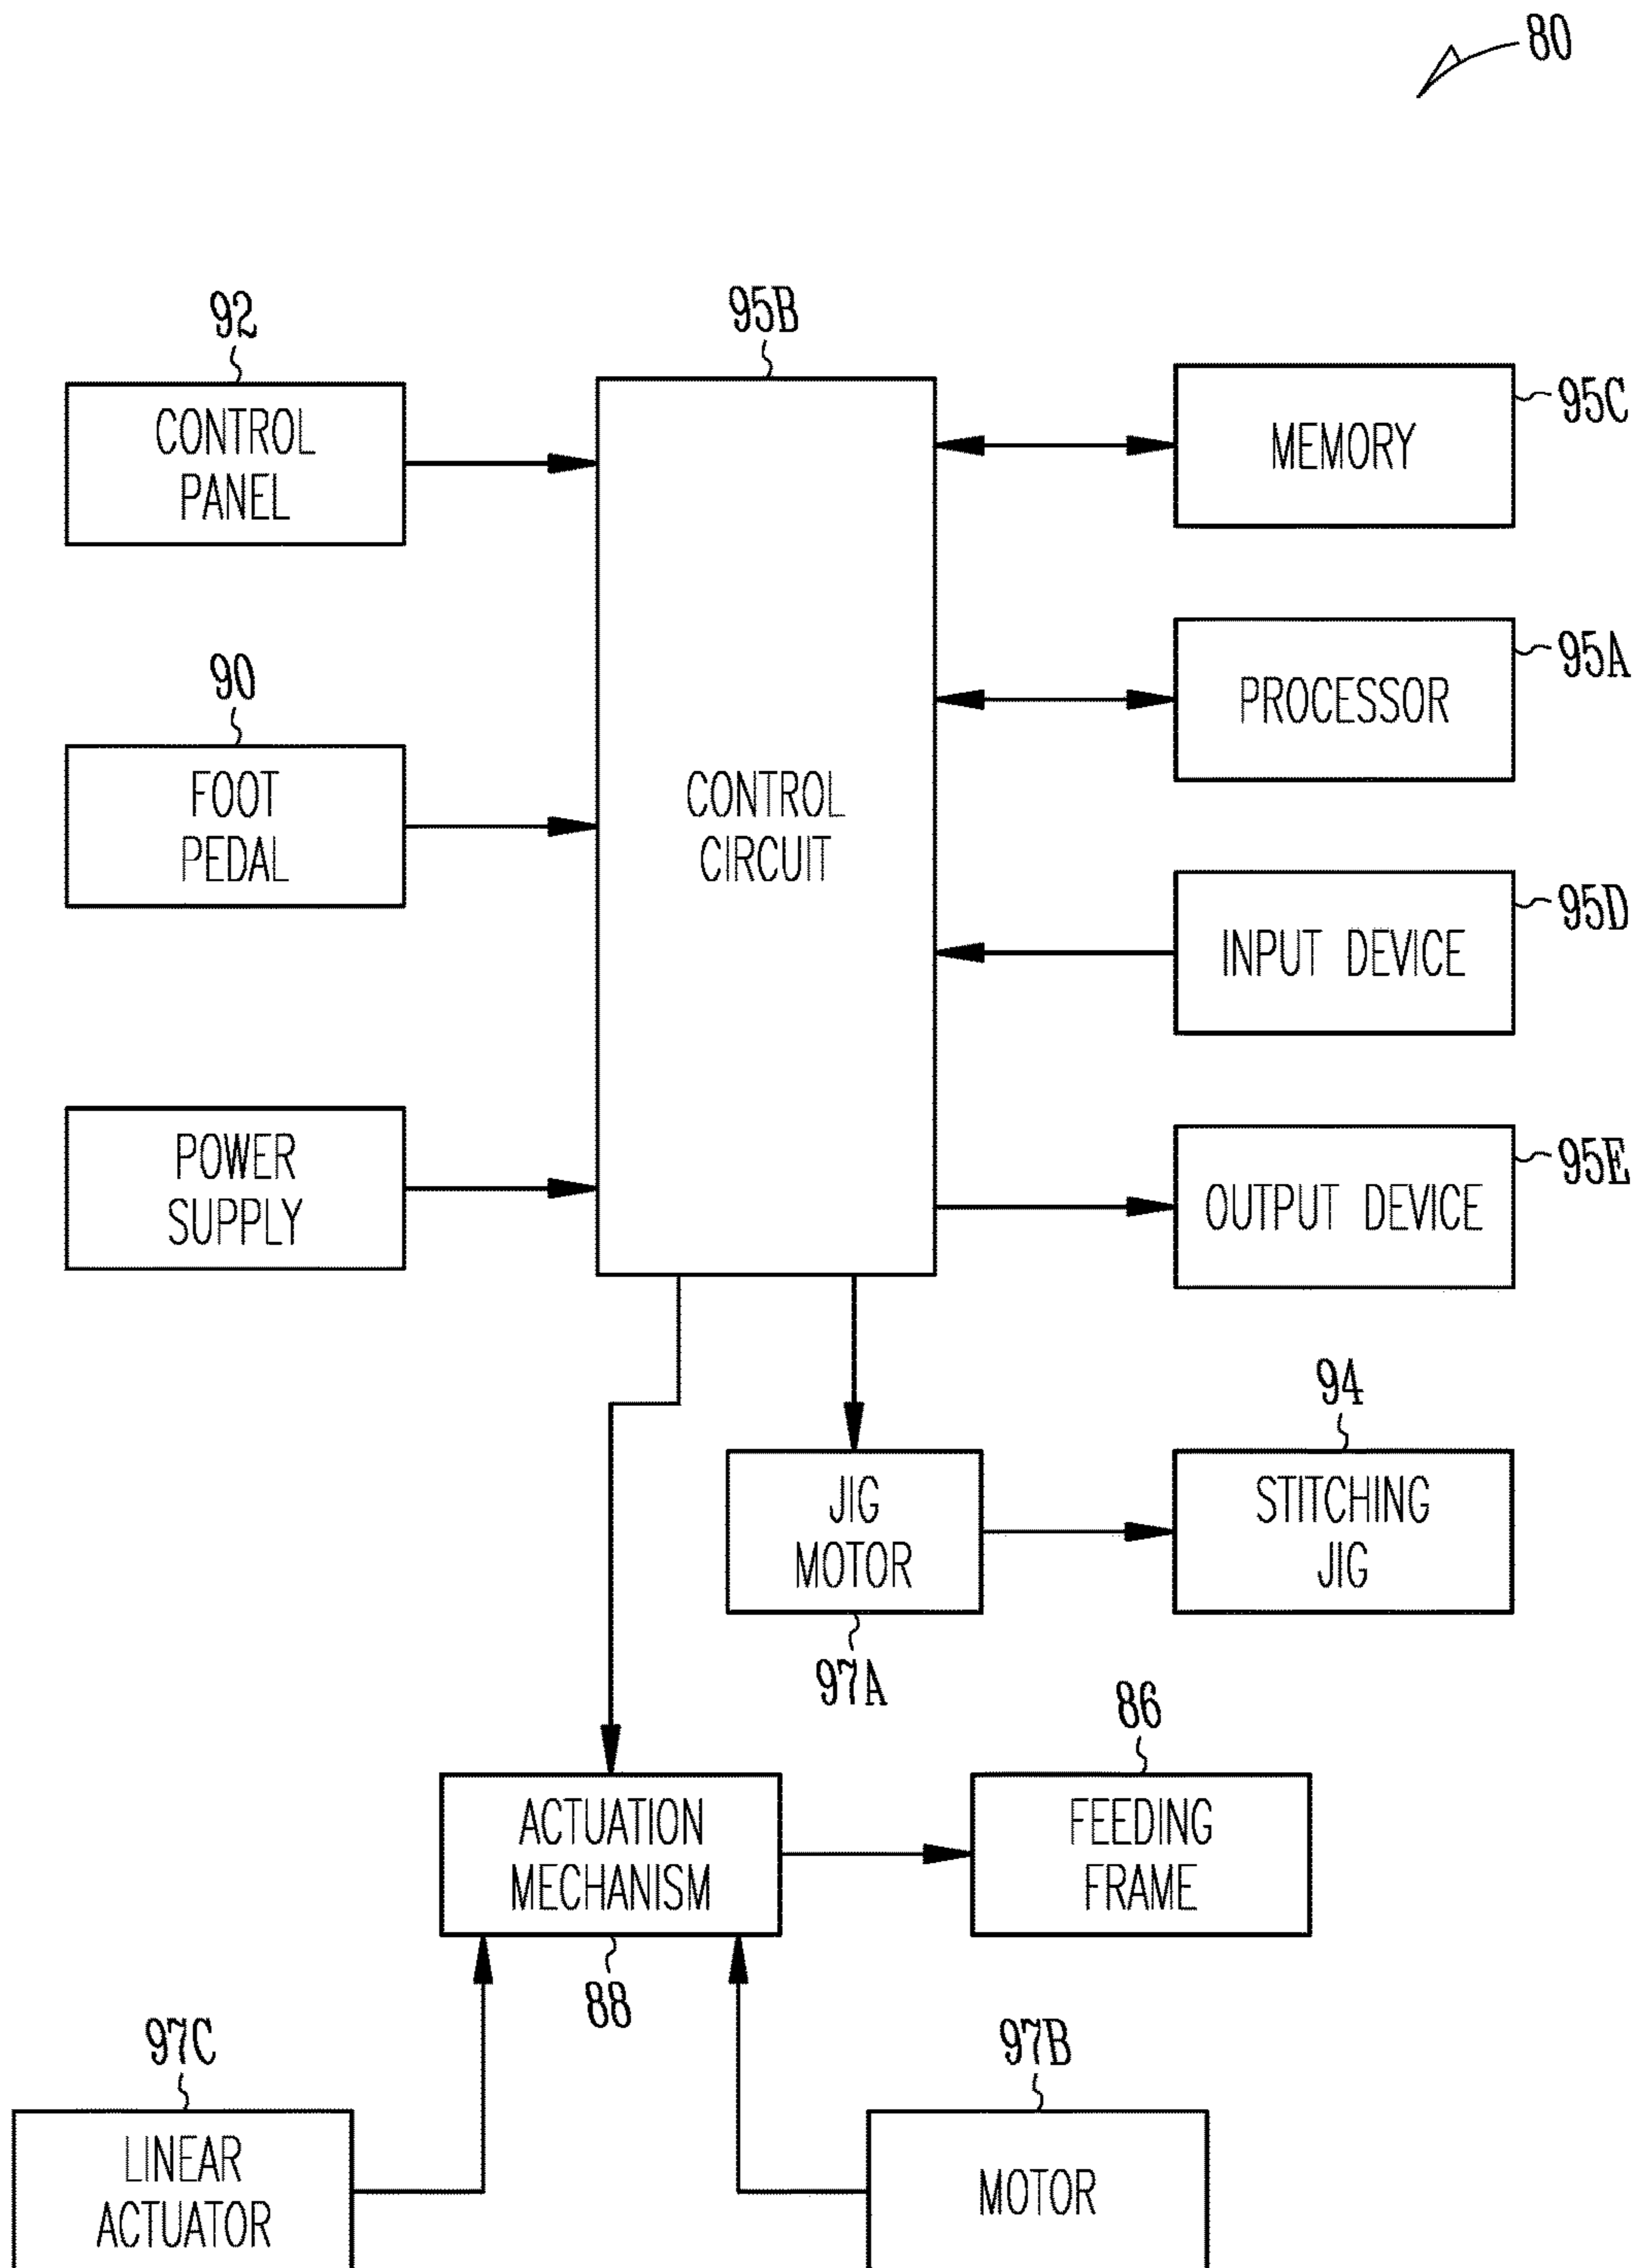 80
92
CONTROL
PANEL
95B
CONTROL
CIRCUIT
95C
MEMORY
95A
PROCESSOR
90
FOOT
PEDAL
95D
INPUT DEVICE
POWER
SUPPLY
95E
OUTPUT DEVICE
JIG
MOTOR
97A
94
STITCHING
JIG
ACTUATION
MECHANISM
88
86
FEEDING
FRAME
97C
LINEAR
ACTUATOR
97B
MOTOR